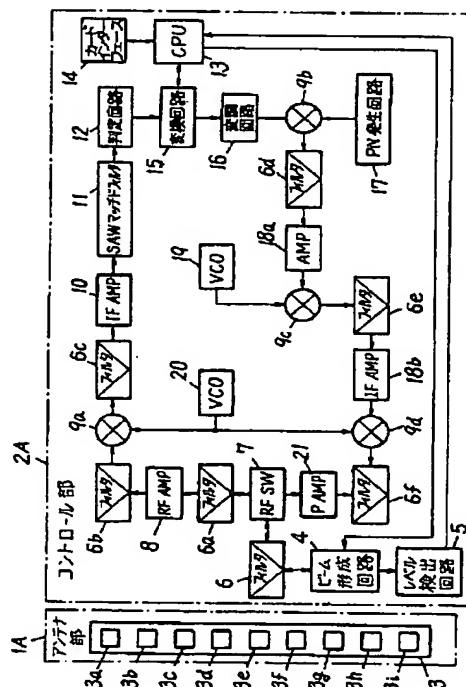 2A
コントロール部
14
カード
インター
フェース
CPU
13
12
判定回路
15
変換回路
16
変調回路
9b
17
PN発生回路
11
SAWマッチドフィルタ
6d
フィルタ
10
IF AMP
18a
AMP
19
VCO
6c
フィルタ
9c
6e
フィルタ
9a
20
VCO
18b
IF AMP
9d
6b
フィルタ
8
RF AMP
6a
フィルタ
7
RF SW
21
P AMP
6f
フィルタ
6
フィルタ
4
ビーム
形成
回路
5
レベル
検出
回路
1A
アンテナ
部
3a
3b
3c
3d
3e
3f
3g
3h
3i
3